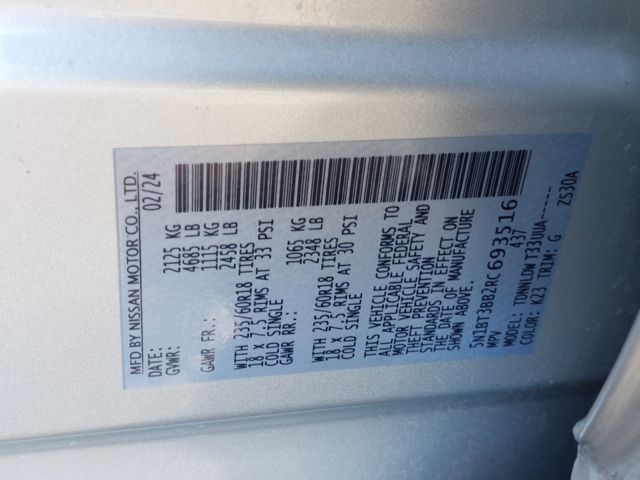 MFD BY NISSAN MOTOR CO., LTD.
DATE: 02/24
GVWR: 2125 KG
4685 LB
GAWR FR.: 1115 KG
2458 LB
WITH 235/60R18 TIRES
18 X 7.5 RIMS AT 33 PSI
COLD SINGLE
GAWR RR.: 1065 KG
2348 LB
WITH 235/60R18 TIRES
18 X 7.5 RIMS AT 30 PSI
COLD SINGLE
THIS VEHICLE CONFORMS TO
ALL APPLICABLE FEDERAL
MOTOR VEHICLE SAFETY AND
THEFT PREVENTION
STANDARDS IN EFFECT ON
THE DATE OF MANUFACTURE
SHOWN ABOVE.
5N1BT3BB2RC693516
MPV 437
MODEL: TDNNLDW T33UUA------
COLOR: K23 TRIM: G ZS30A